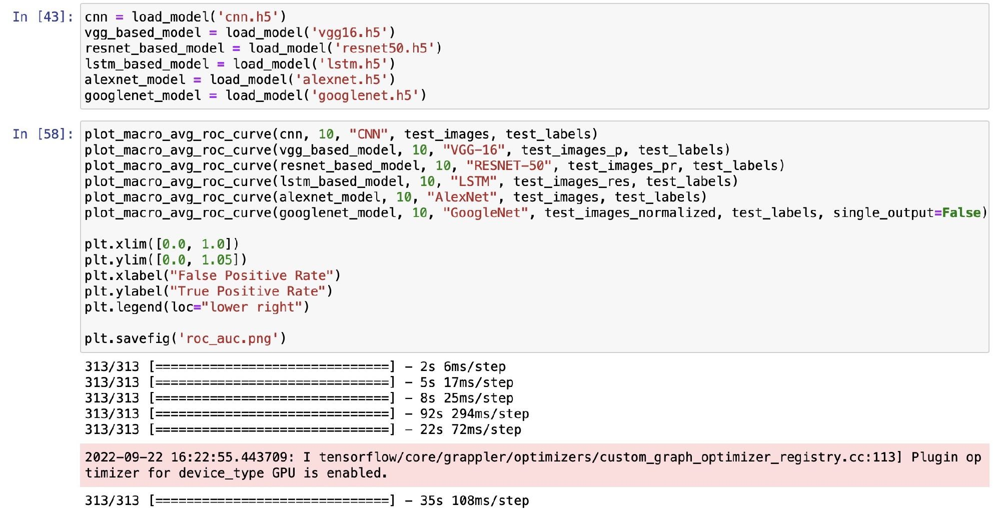 In [43]:
cnn = load_model('cnn.h5')
vgg_based_model = load_model('vgg16.h5')
resnet_based_model = load_model('resnet50.h5')
lstm_based_model = load_model('lstm.h5')
alexnet_model = load_model('alexnet.h5')
googlenet_model = load_model('googlenet.h5')
In [58]:
plot_macro_avg_roc_curve(cnn, 10, "CNN", test_images, test_labels)
plot_macro_avg_roc_curve(vgg_based_model, 10, "VGG-16", test_images_p, test_labels)
plot_macro_avg_roc_curve(resnet_based_model, 10, "RESNET-50", test_images_pr, test_labels)
plot_macro_avg_roc_curve(lstm_based_model, 10, "LSTM", test_images_res, test_labels)
plot_macro_avg_roc_curve(alexnet_model, 10, "AlexNet", test_images, test_labels)
plot_macro_avg_roc_curve(googlenet_model, 10, "GoogleNet", test_images_normalized, test_labels, single_output=False)
plt.xlim([0.0, 1.0])
plt.ylim([0.0, 1.05])
plt.xlabel("False Positive Rate")
plt.ylabel("True Positive Rate")
plt.legend(loc="lower right")
plt.savefig('roc_auc.png')
313/313 [==============================] - 2s 6ms/step
313/313 [==============================] - 5s 17ms/step
313/313 [==============================] - 8s 25ms/step
313/313 [==============================] - 92s 294ms/step
313/313 [==============================] - 22s 72ms/step
2022-09-22 16:22:55.443709: I tensorflow/core/grappler/optimizers/custom_graph_optimizer_registry.cc:113] Plugin op
timizer for device_type GPU is enabled.
313/313 [==============================] - 35s 108ms/step